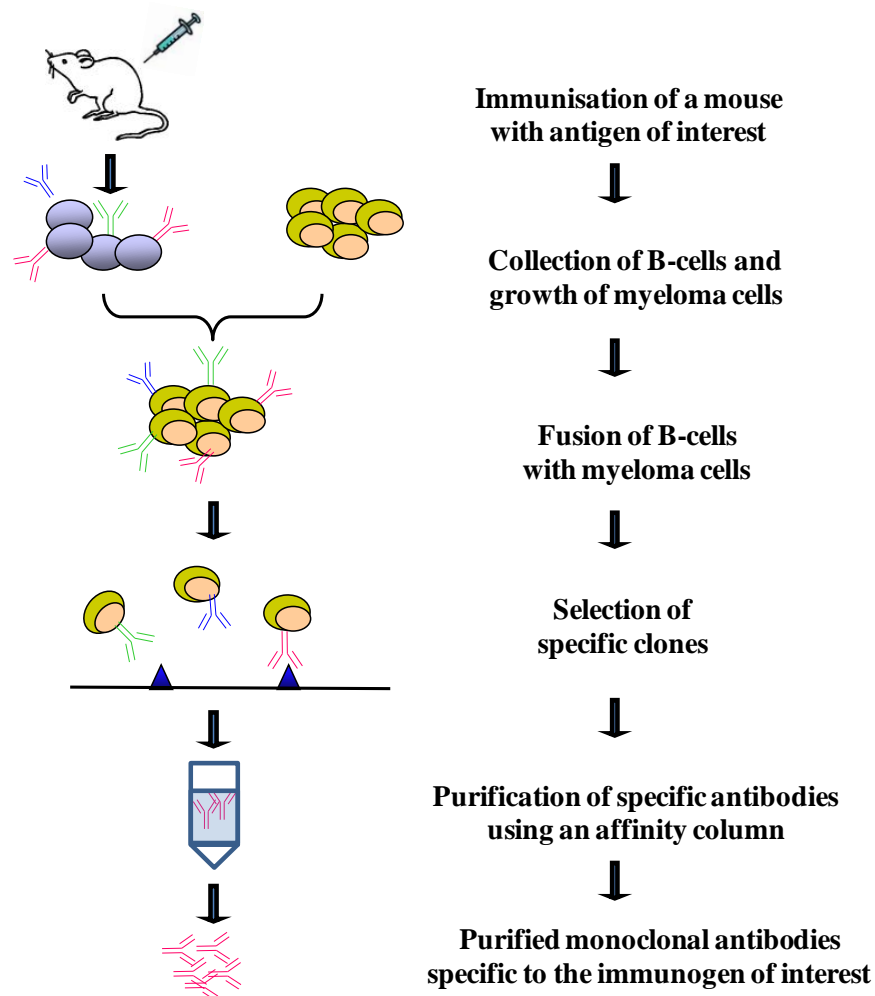 Immunisation of a mouse
with antigen of interest
Collection of B-cells and
growth of myeloma cells
Fusion of B-cells
with myeloma cells
Selection of
specific clones
Purification of specific antibodies
using an affinity column
Purified monoclonal antibodies
specific to the immunogen of interest